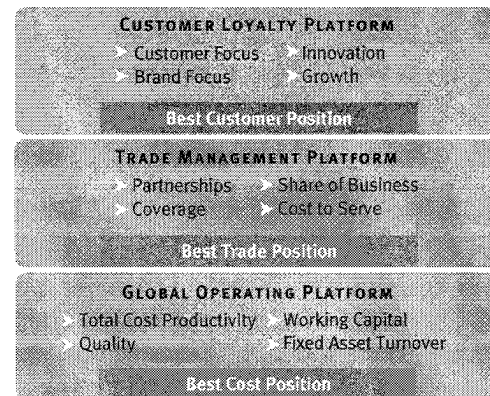 CUSTOMER LOYALTY PLATFORM
Customer Focus Innovation
Brand Focus Growth
Best Customer Position
TRADE MANAGEMENT PLATFORM
Partnerships Share of Business
Coverage Cost to Serve
Best Trade Position
GLOBAL OPERATING PLATFORM
Total Cost Productivity Working Capital
Quality Fixed Asset Turnover
Best Cost Position